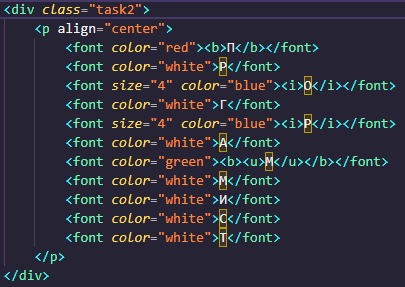 <div class="task2">
<p align="center">
<font color="red"><b>П</b></font>
<font color="white">Р</font>
<font size="4" color="blue"><i>О</i></font>
<font color="white">Г</font>
<font size="4" color="blue"><i>Р</i></font>
<font color="white">А</font>
<font color="green"><b><u>М</u></b></font>
<font color="white">М</font>
<font color="white">И</font>
<font color="white">С</font>
<font color="white">Т</font>
</p>
</div>